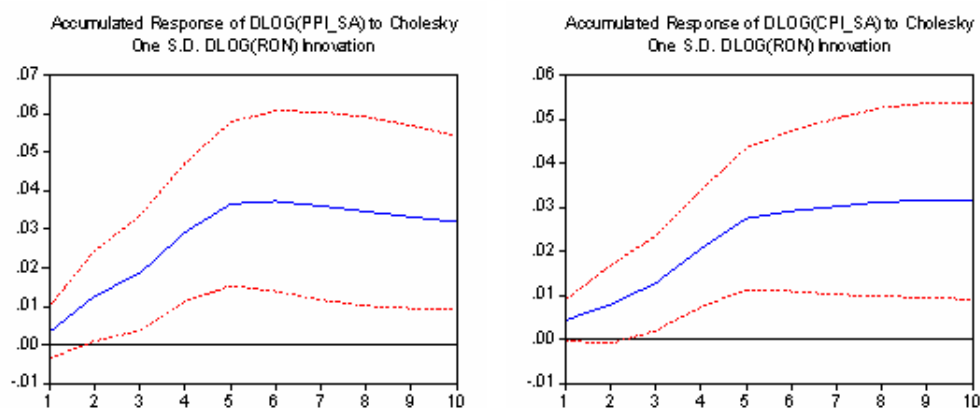 Accumulated Response of DLOG(PPI_SA) to Cholesky
One S.D. DLOG(RON) Innovation
.07
.06
.05
.04
.03
.02
.01
.00
-.01
1 2 3 4 5 6 7 8 9 10
Accumulated Response of DLOG(CPI_SA) to Cholesky
One S.D. DLOG(RON) Innovation
.06
.05
.04
.03
.02
.01
.00
-.01
1 2 3 4 5 6 7 8 9 10